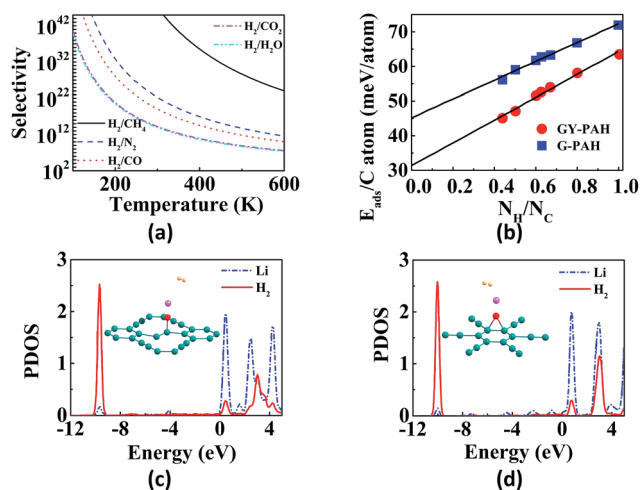 10^42
10^32
10^22
10^12
10^2
Selectivity
H2/CO2
H2/H2O
H2/CH4
H2/N2
H2/CO
200 400 600
Temperature (K)
(a)
70
60
50
40
30
E_ads/C atom (meV/atom)
GY-PAH
G-PAH
0.0 0.2 0.4 0.6 0.8 1.0
N_H/N_C
(b)
3
2
1
0
PDOS
Li
H2
-12 -8 -4 0 4
Energy (eV)
(c)
3
2
1
0
PDOS
Li
H2
-12 -8 -4 0 4
Energy (eV)
(d)